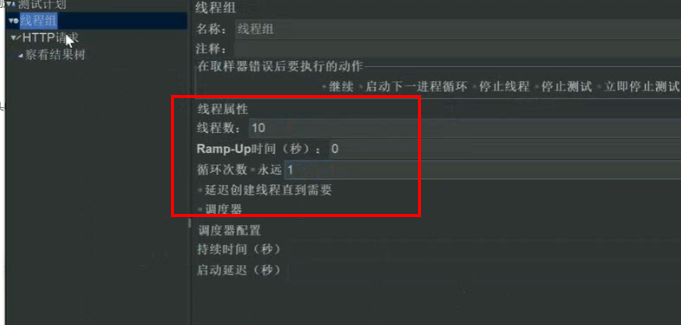 测试计划
线程组
HTTP请求
察看结果树
线程组
名称： 线程组
注释：
在取样器错误后要执行的动作
继续 启动下一进程循环 停止线程 停止测试 立即停止测试
线程属性
线程数： 10
Ramp-Up时间（秒）： 0
循环次数 永远 1
延迟创建线程直到需要
调度器
调度器配置
持续时间（秒）
启动延迟（秒）